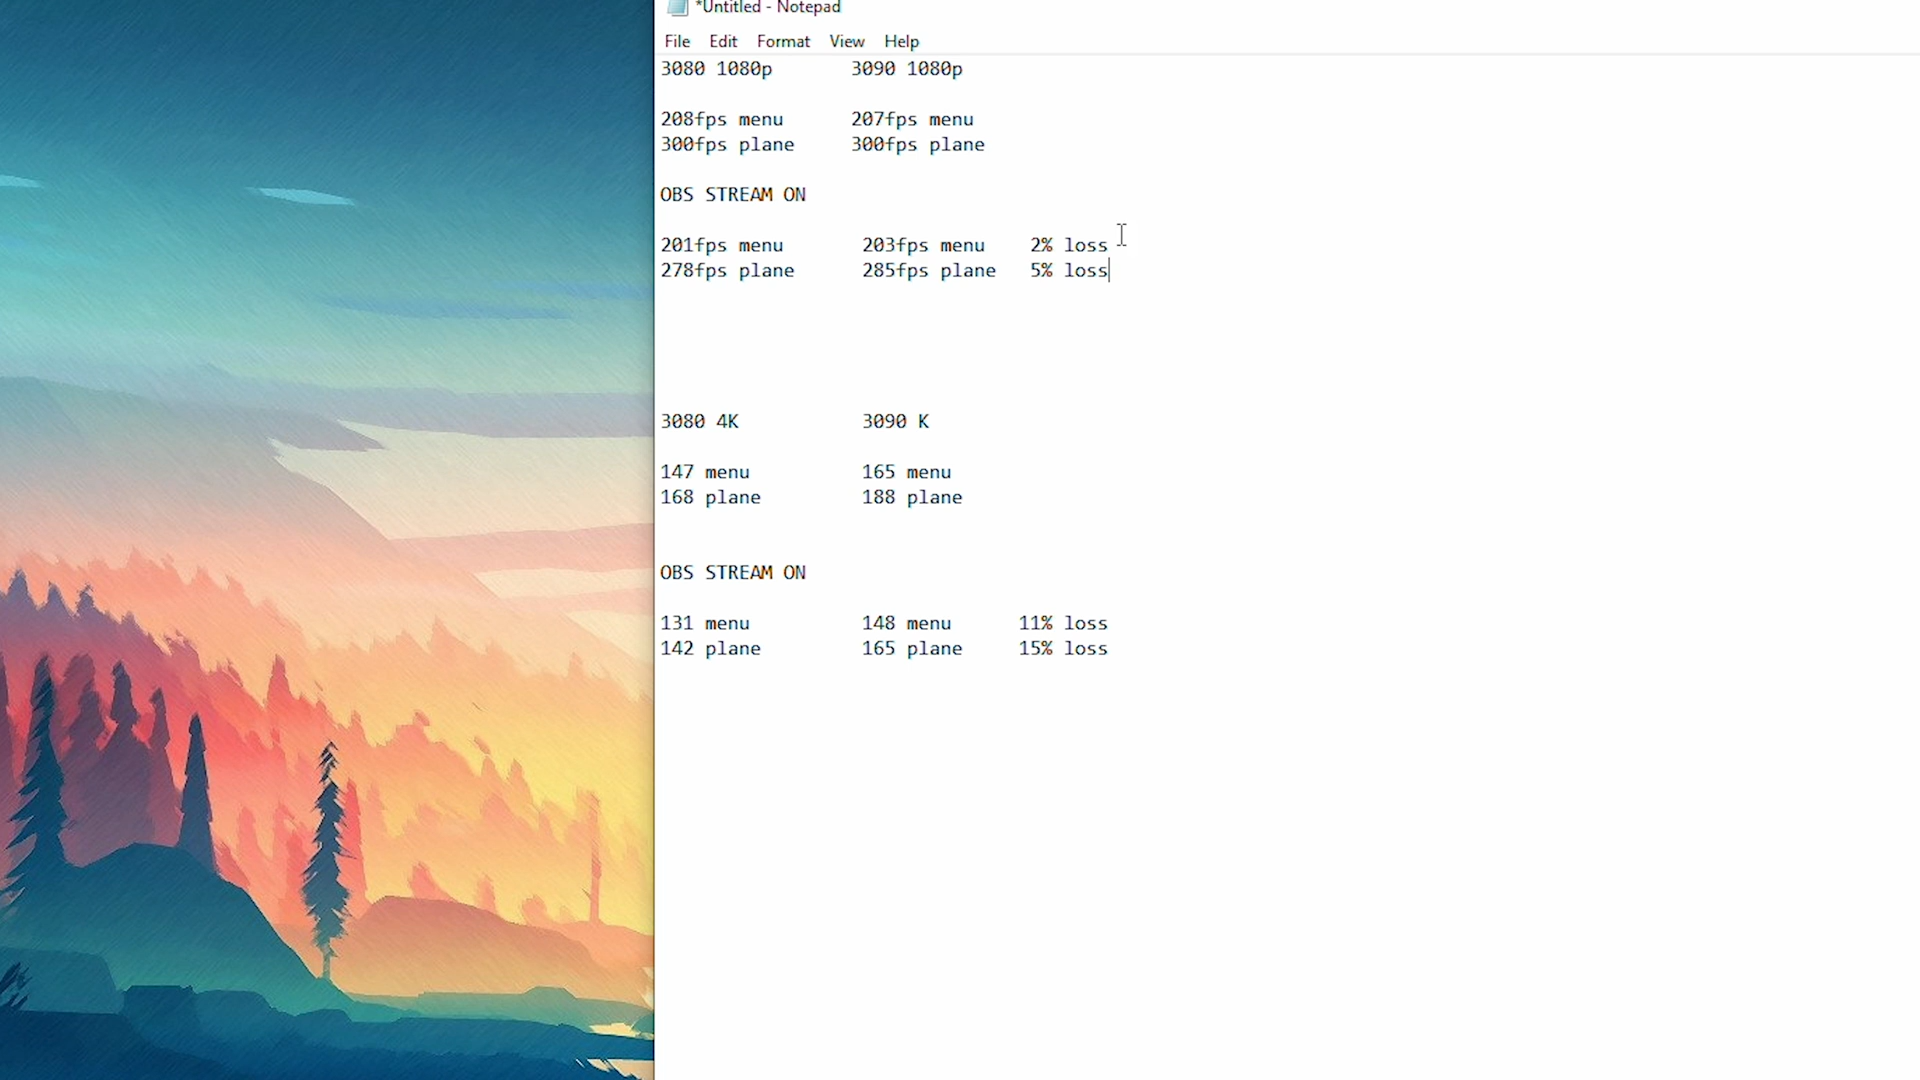 *Untitled - Notepad
File Edit Format View Help
3080 1080p 3090 1080p
208fps menu 207fps menu
300fps plane 300fps plane
OBS STREAM ON
201fps menu 203fps menu 2% loss
278fps plane 285fps plane 5% loss
3080 4K 3090 K
147 menu 165 menu
168 plane 188 plane
OBS STREAM ON
131 menu 148 menu 11% loss
142 plane 165 plane 15% loss